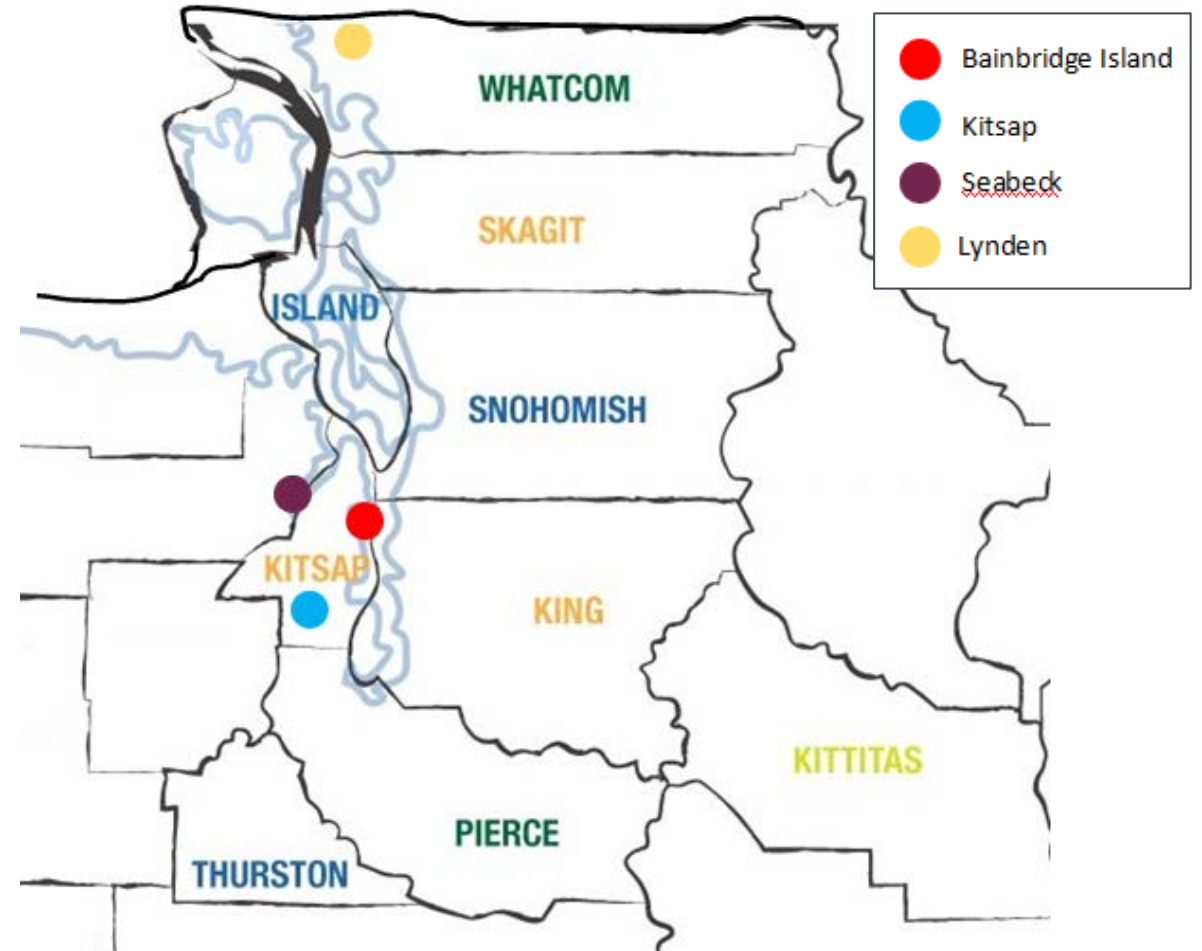 WHATCOM
SKAGIT
ISLAND
SNOHOMISH
KITSAP
KING
KITTITAS
PIERCE
THURSTON
Bainbridge Island
Kitsap
Seabeck
Lynden